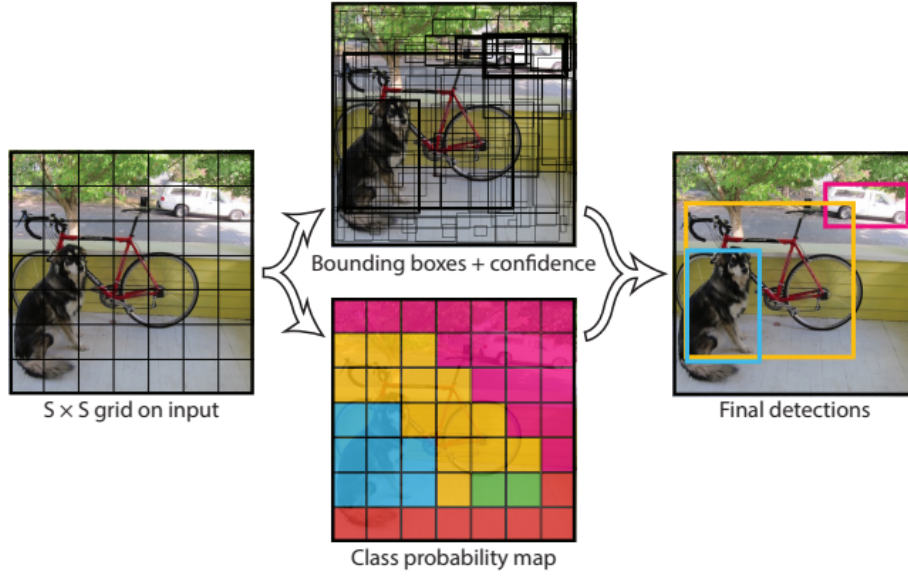 S × S grid on input
Bounding boxes + confidence
Class probability map
Final detections